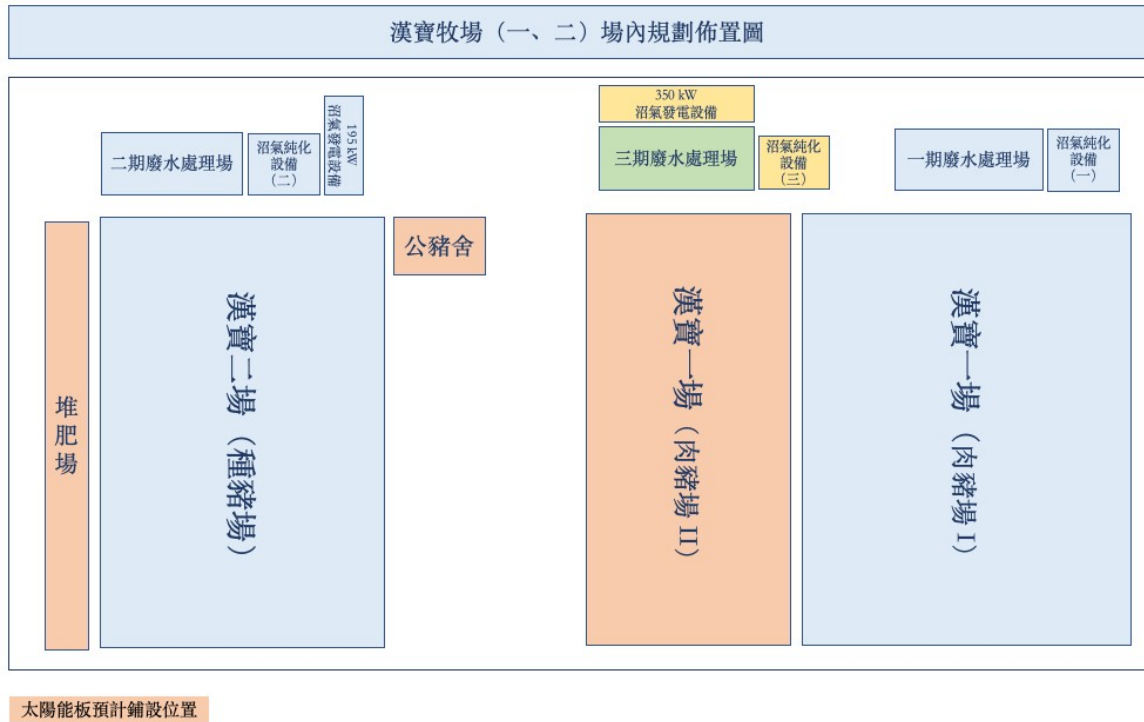 漢寶牧場（一、二）場內規劃佈置圖
350 kW
沼氣發電設備
195 kW
沼氣發電設備
二期廢水處理場
沼氣純化
設備
（二）
三期廢水處理場
沼氣純化
設備
（三）
一期廢水處理場
沼氣純化
設備
（一）
堆肥場
漢寶二場（種豬場）
公豬舍
漢寶一場（肉豬場 II）
漢寶一場（肉豬場 I）
太陽能板預計鋪設位置